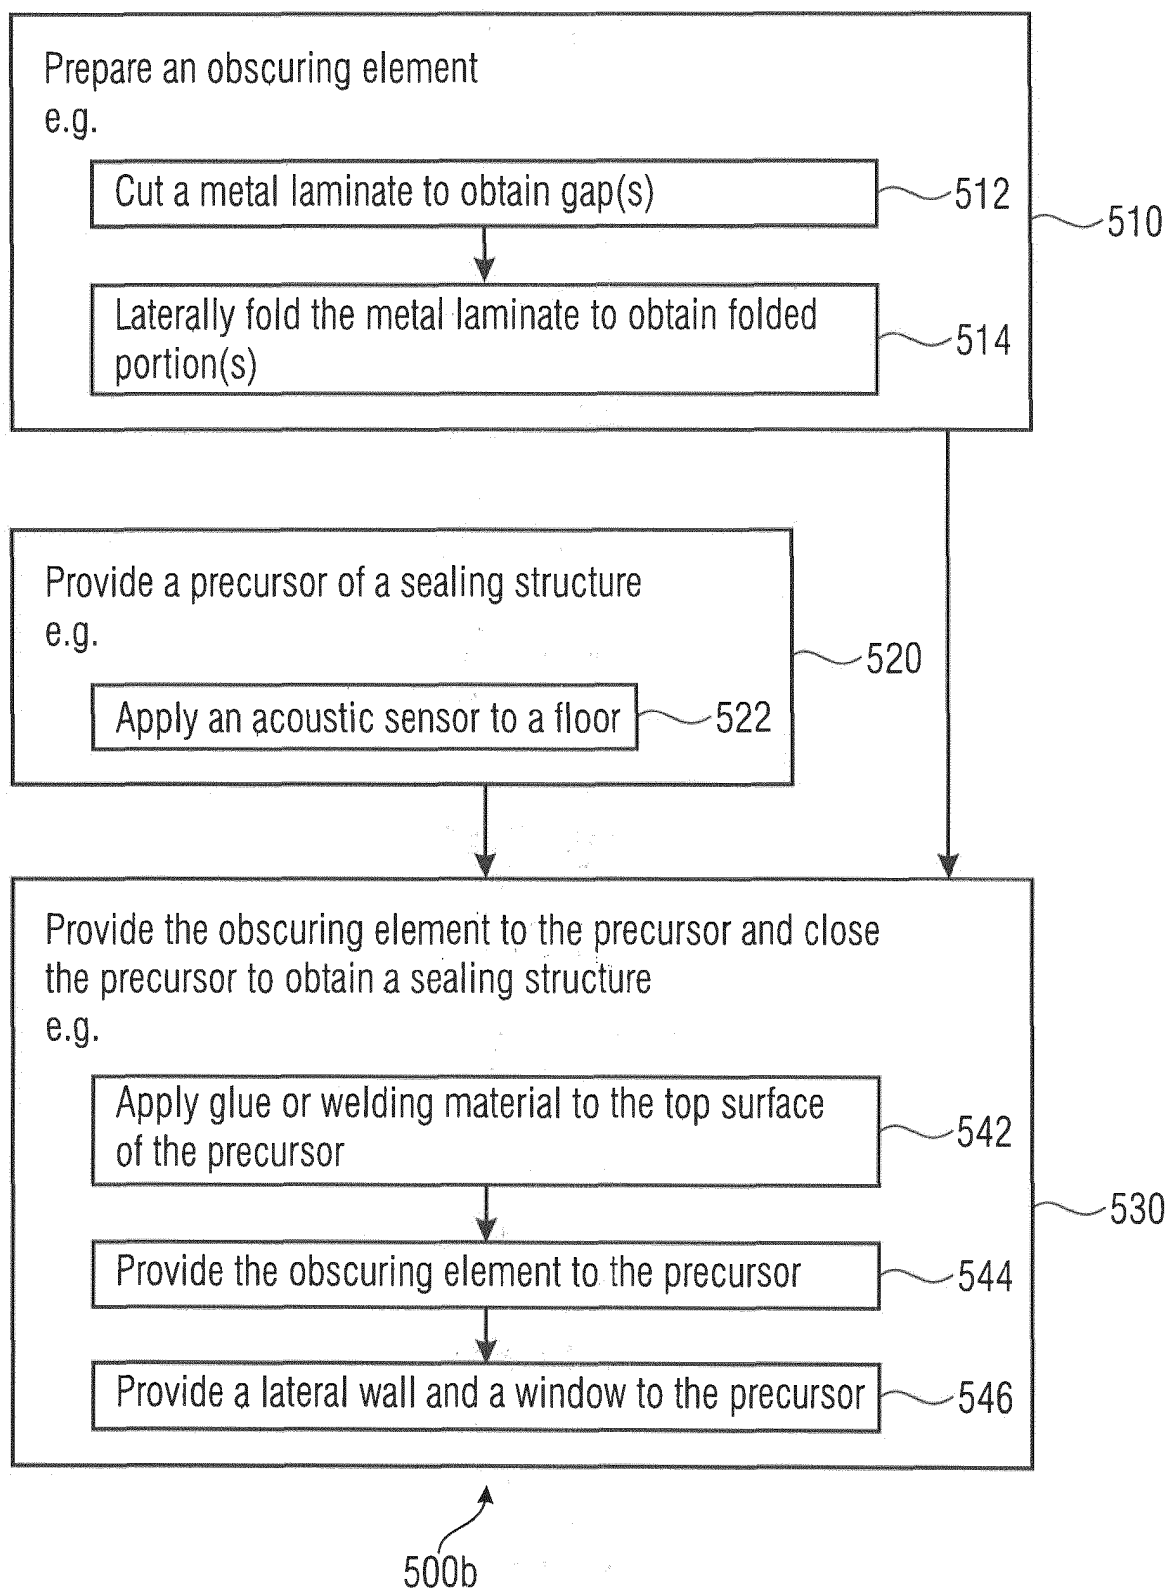 Prepare an obscuring element
e.g.
Cut a metal laminate to obtain gap(s)
512
510
Laterally fold the metal laminate to obtain folded
portion(s)
514
Provide a precursor of a sealing structure
e.g.
520
Apply an acoustic sensor to a floor
522
Provide the obscuring element to the precursor and close
the precursor to obtain a sealing structure
e.g.
Apply glue or welding material to the top surface
of the precursor
542
530
Provide the obscuring element to the precursor
544
Provide a lateral wall and a window to the precursor
546
500b